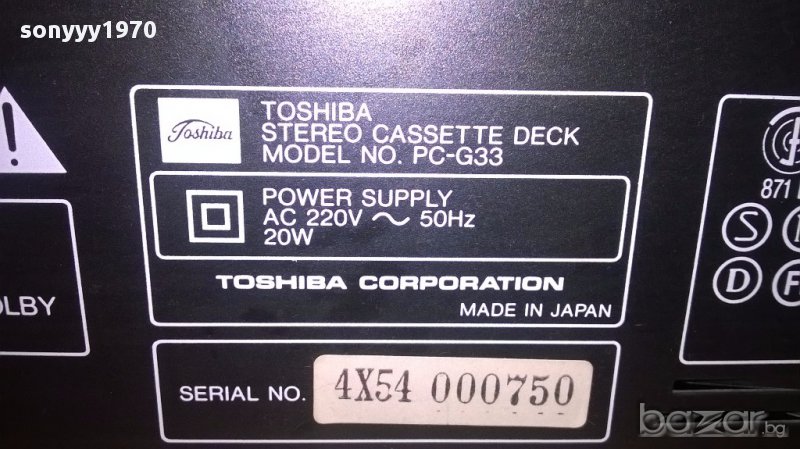 sonyyy1970
Toshiba
TOSHIBA
STEREO CASSETTE DECK
MODEL NO. PC-G33
POWER SUPPLY
AC 220V ~ 50Hz
20W
TOSHIBA CORPORATION
MADE IN JAPAN
SERIAL NO. 4X54 000750
OLBY
871
S
D F
bazar.bg